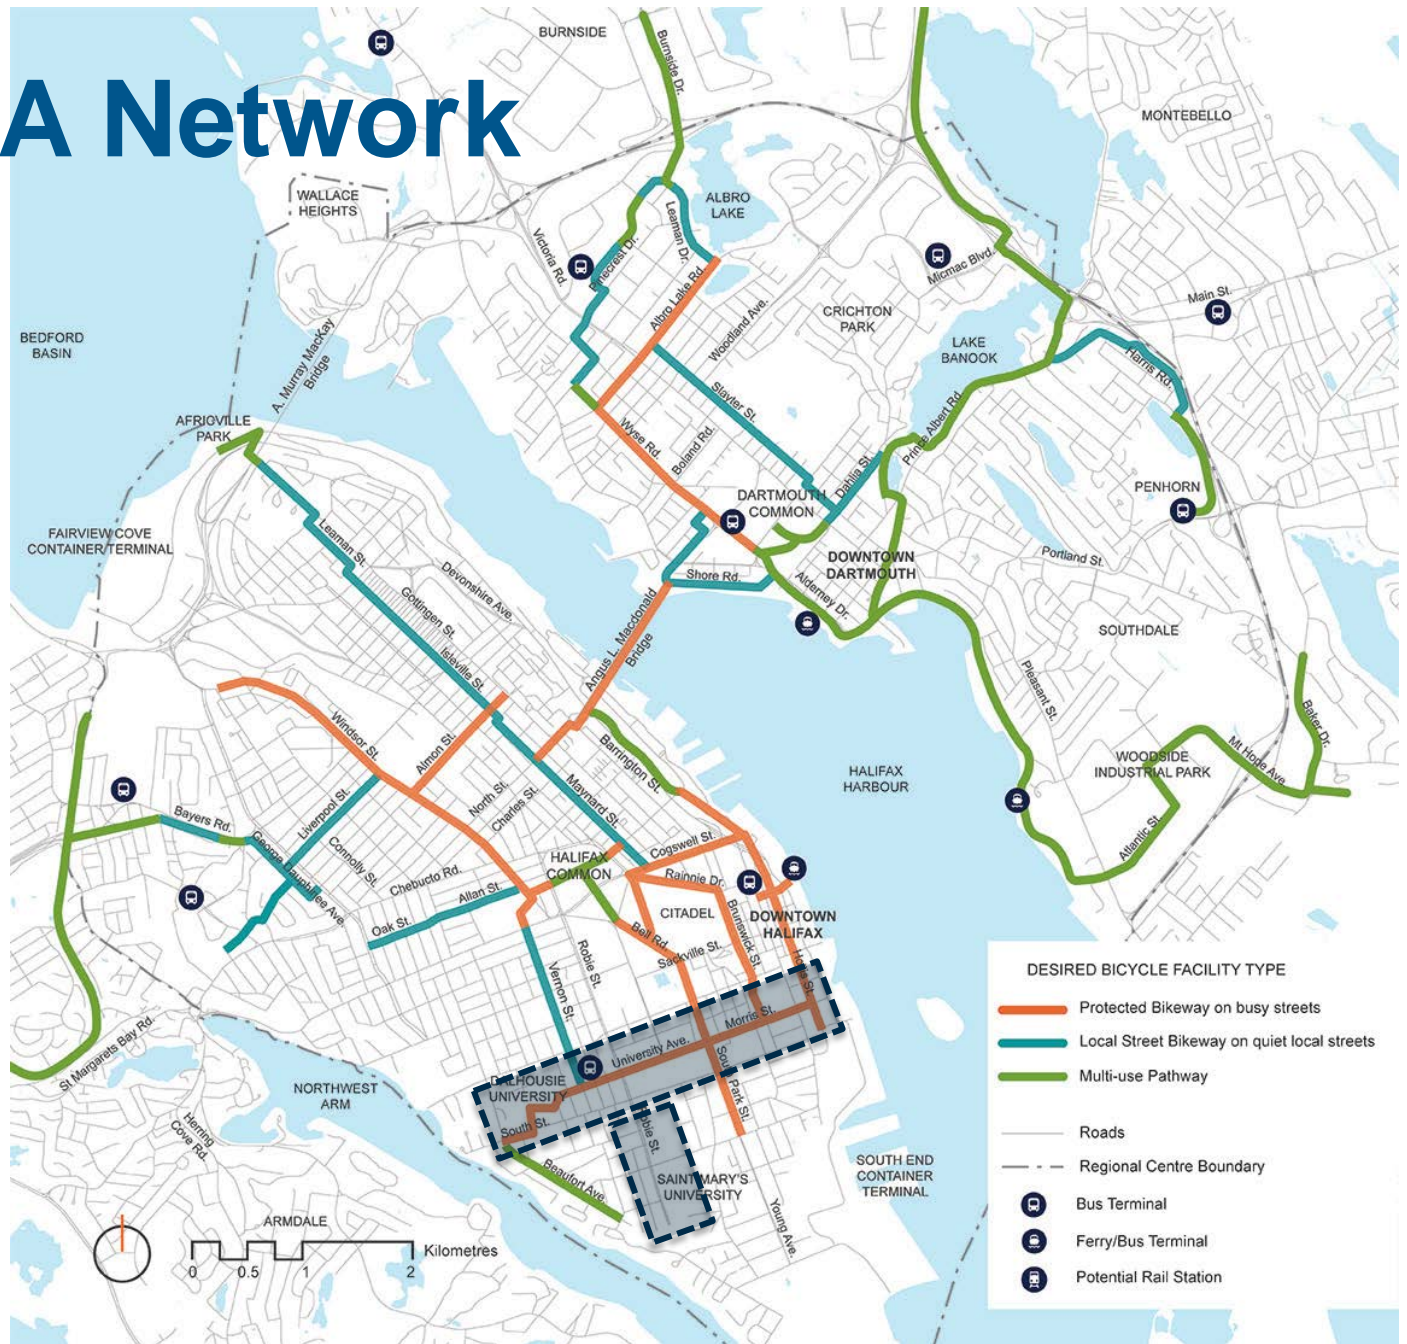 A Network
BURNSIDE
Burnside Dr.
MONTEBELLO
WALLACE
HEIGHTS
ALBRO
LAKE
Leaman Dr.
Victoria Rd.
Pinecrest Dr.
Micmac Blvd.
Main St.
Albro Lake Rd.
Woodland Ave.
CRICHTON
PARK
LAKE
BANOOK
Harris Rd.
BEDFORD
BASIN
A. Murray MacKay
Bridge
Slayter St.
AFRICVILLE
PARK
Wyse Rd.
Boland Rd.
Prince Albert Rd
Dahlia St.
DARTMOUTH
COMMON
PENHORN
FAIRVIEW COVE
CONTAINER TERMINAL
Leaman St.
Devonshire Ave.
Portland St.
DOWNTOWN
DARTMOUTH
Shore Rd.
Alderney Dr.
Gottingen St.
Angus L. Macdonald
Bridge
SOUTHDALE
Isleville St.
Pleasant St.
Windsor St.
Almon St.
Barrington St.
Baker Dr.
Mt Hope Ave.
WOODSIDE
INDUSTRIAL PARK
HALIFAX
HARBOUR
North St.
Charles St.
Maynard St.
Liverpool St.
Bayers Rd.
George Dauphinee Ave.
Connolly St.
Atlantic St.
Cogswell St.
HALIFAX
COMMON
Chebucto Rd.
Allan St.
Rainnie Dr.
Oak St.
CITADEL
Brunswick St.
DOWNTOWN
HALIFAX
Bell Rd.
Sackville St.
Robie St.
Vernon St.
Hollis St.
Morris St.
University Ave.
St Margarets Bay Rd.
DALHOUSIE
UNIVERSITY
South St.
South Park St.
NORTHWEST
ARM
Herring
Cove Rd.
Robie St.
Beaufort Ave.
SAINT MARY'S
UNIVERSITY
SOUTH END
CONTAINER
TERMINAL
Young Ave.
ARMDALE
Kilometres
0 0.5 1 2
DESIRED BICYCLE FACILITY TYPE
Protected Bikeway on busy streets
Local Street Bikeway on quiet local streets
Multi-use Pathway
Roads
Regional Centre Boundary
Bus Terminal
Ferry/Bus Terminal
Potential Rail Station